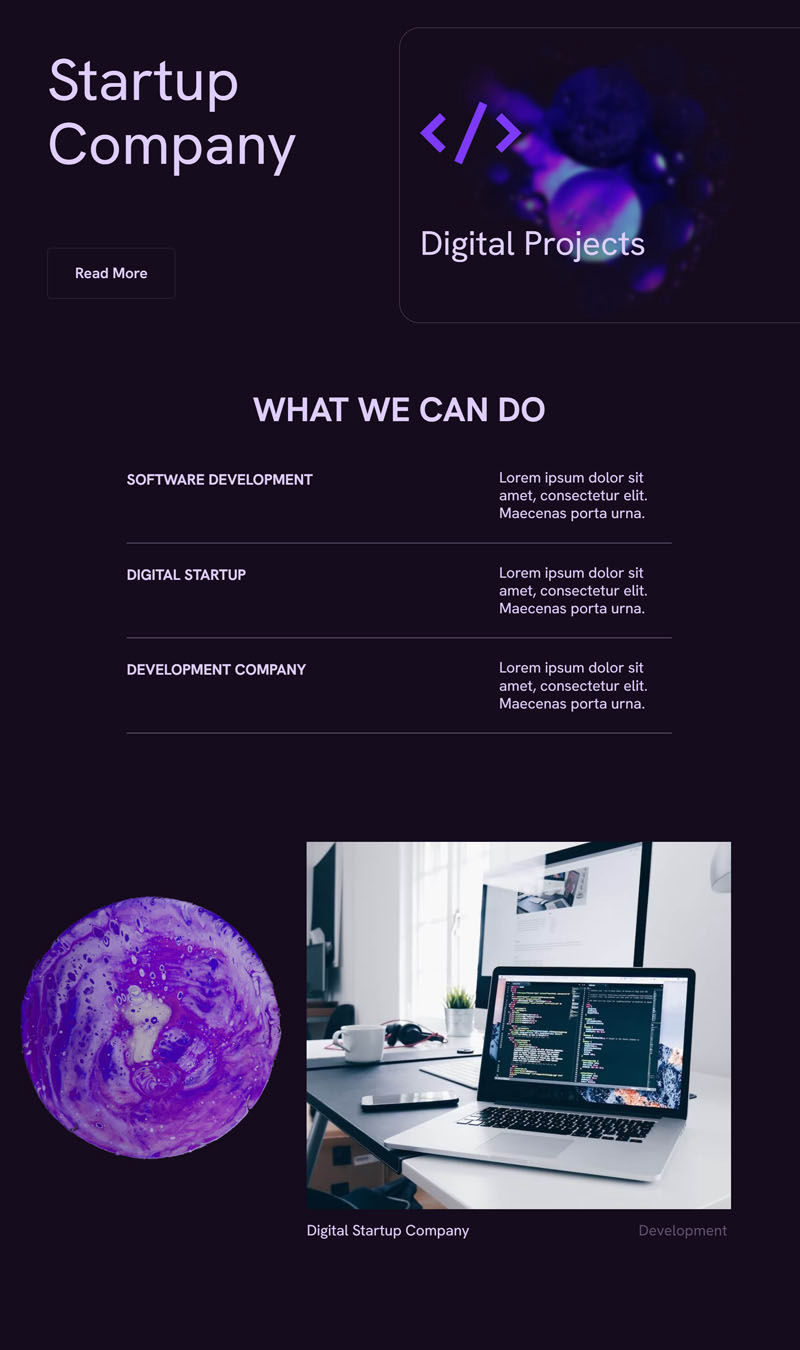 Startup
Company
Read More
</>
Digital Projects
WHAT WE CAN DO
SOFTWARE DEVELOPMENT
Lorem ipsum dolor sit
amet, consectetur elit.
Maecenas porta urna.
DIGITAL STARTUP
Lorem ipsum dolor sit
amet, consectetur elit.
Maecenas porta urna.
DEVELOPMENT COMPANY
Lorem ipsum dolor sit
amet, consectetur elit.
Maecenas porta urna.
Digital Startup Company
Development